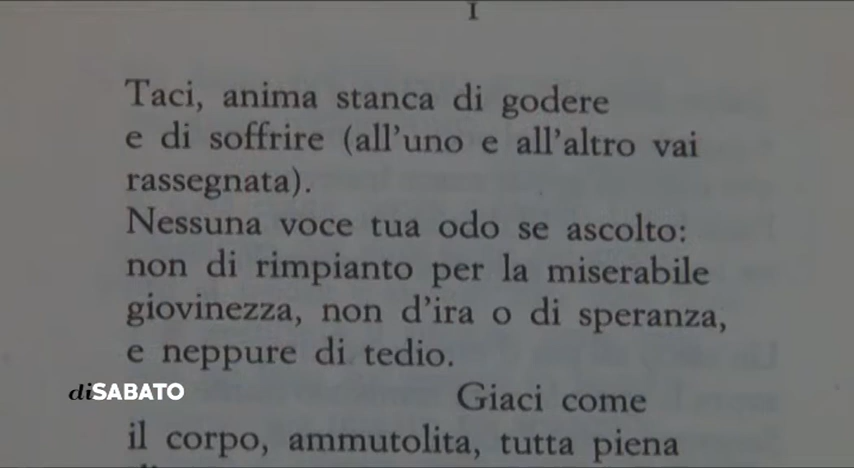 I
Taci, anima stanca di godere
e di soffrire (all'uno e all'altro vai
rassegnata).
Nessuna voce tua odo se ascolto:
non di rimpianto per la miserabile
giovinezza, non d'ira o di speranza,
e neppure di tedio.
diSABATO
Giaci come
il corpo, ammutolita, tutta piena